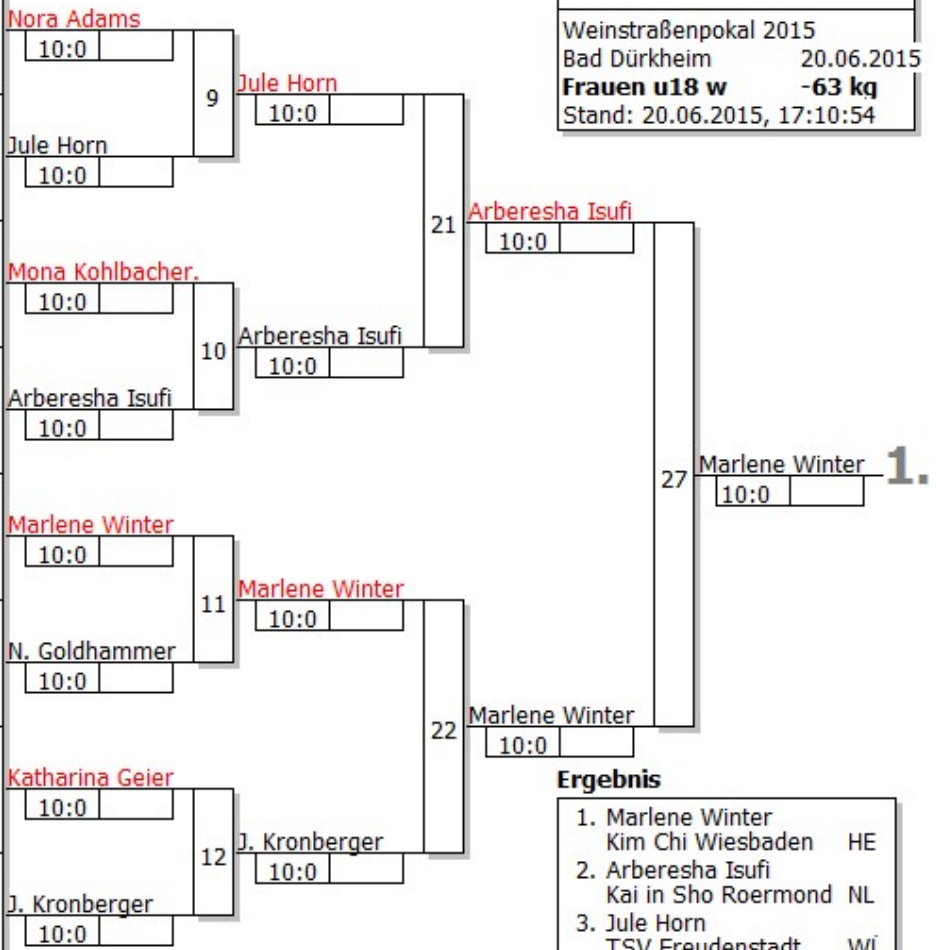 Weinstraßenpokal 2015
Bad Dürkheim 20.06.2015
Frauen u18 w -63 kg
Stand: 20.06.2015, 17:10:54
Nora Adams
10:0
9
Jule Horn
10:0
Jule Horn
10:0
21
Arberesha Isufi
10:0
Mona Kohlbacher.
10:0
10
Arberesha Isufi
10:0
Arberesha Isufi
10:0
27
Marlene Winter
10:0
1.
Marlene Winter
10:0
11
Marlene Winter
10:0
N. Goldhammer
10:0
22
Marlene Winter
10:0
Katharina Geier
10:0
12
J. Kronberger
10:0
J. Kronberger
10:0
Ergebnis
1. Marlene Winter
Kim Chi Wiesbaden HE
2. Arberesha Isufi
Kai in Sho Roermond NL
3. Jule Horn
TSV Freudenstadt